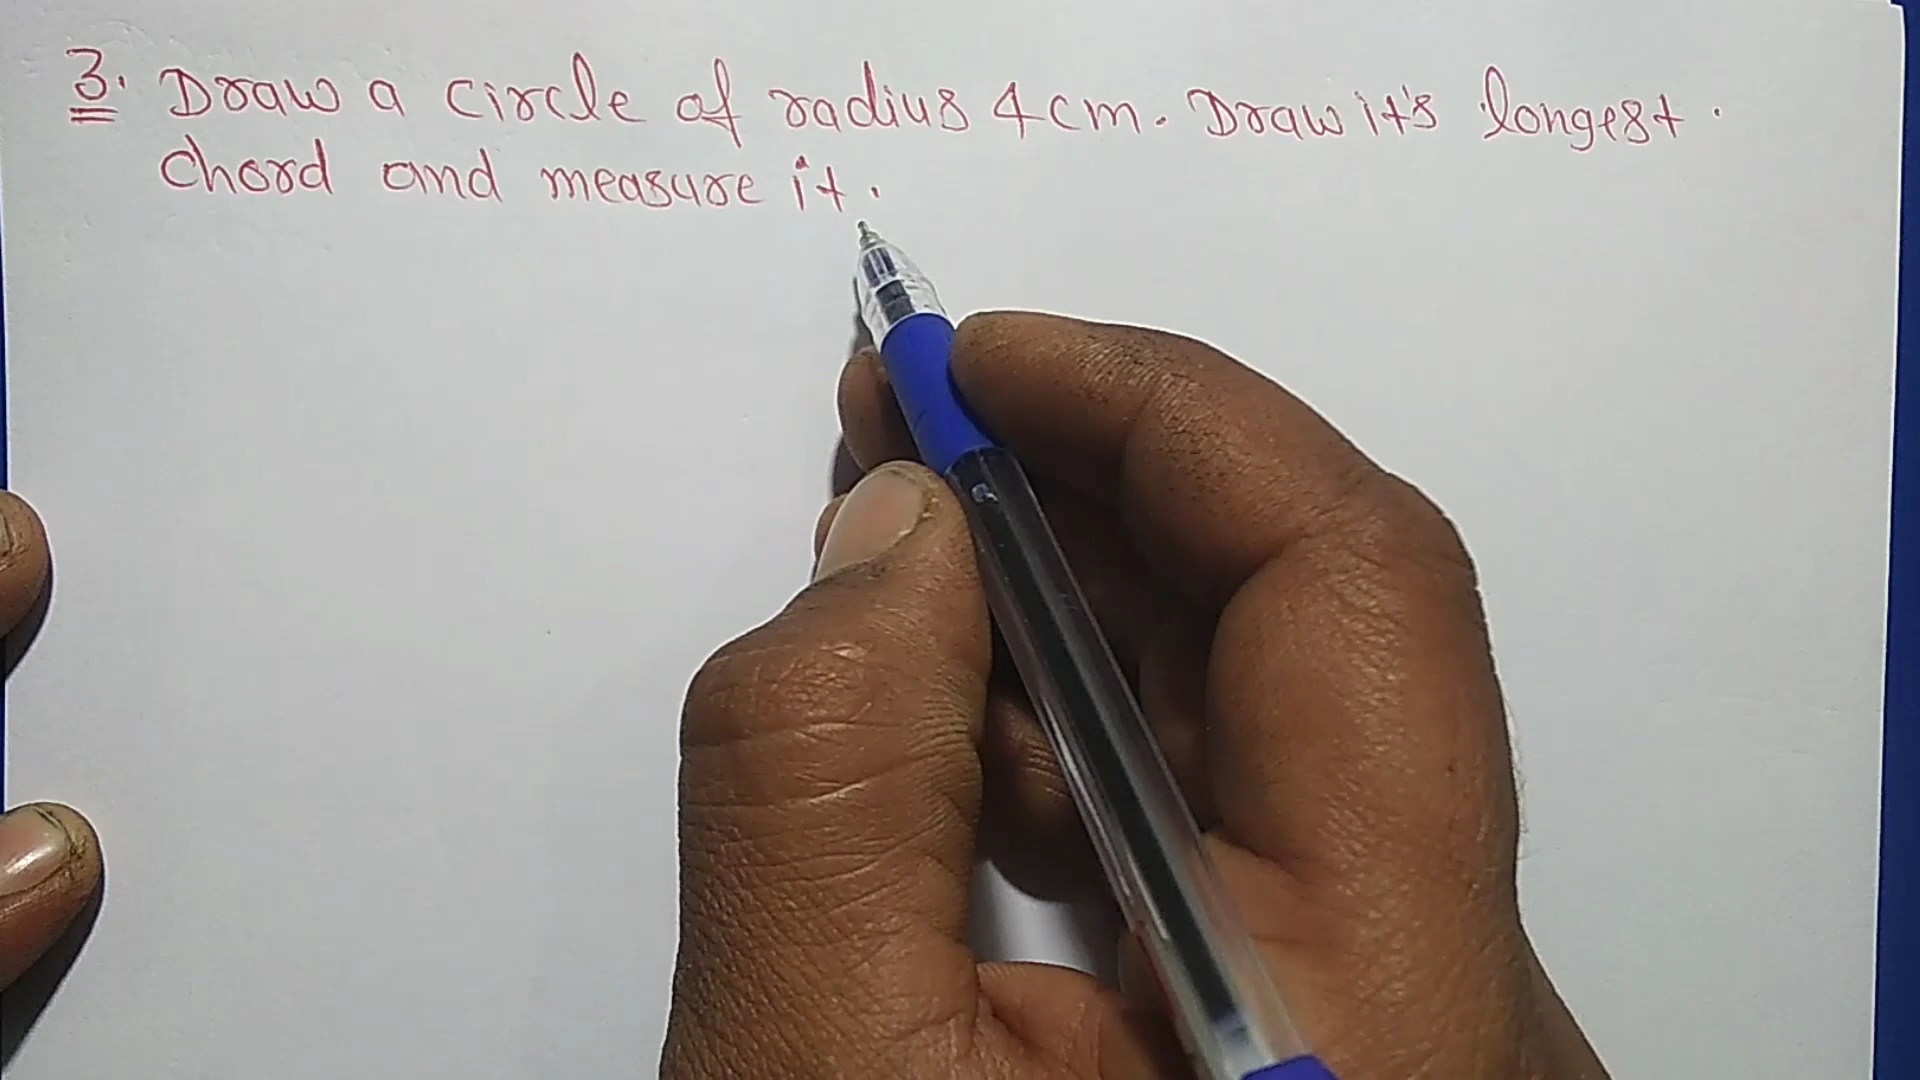 3. Draw a circle of radius 4cm. Draw it's longest
chord and measure it.